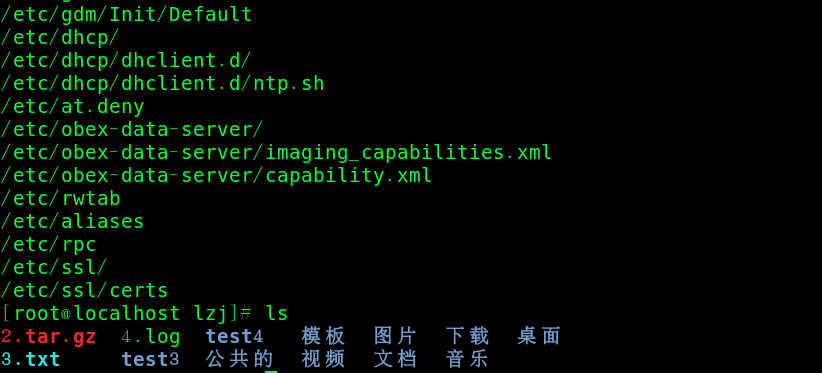 /etc/gdm/Init/Default
/etc/dhcp/
/etc/dhcp/dhclient.d/
/etc/dhcp/dhclient.d/ntp.sh
/etc/at.deny
/etc/obex-data-server/
/etc/obex-data-server/imaging_capabilities.xml
/etc/obex-data-server/capability.xml
/etc/rwtab
/etc/aliases
/etc/rpc
/etc/ssl/
/etc/ssl/certs
[root@localhost lzj]# ls
2.tar.gz  4.log  test4  模板  图片  下载  桌面
3.txt     test3  公共的  视频  文档  音乐